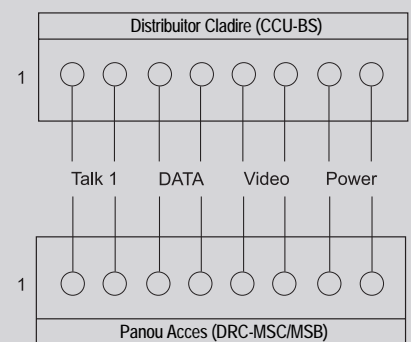 Distribuitor Cladire (CCU-BS)
1
Talk 1 DATA Video Power
1
Panou Acces (DRC-MSC/MSB)